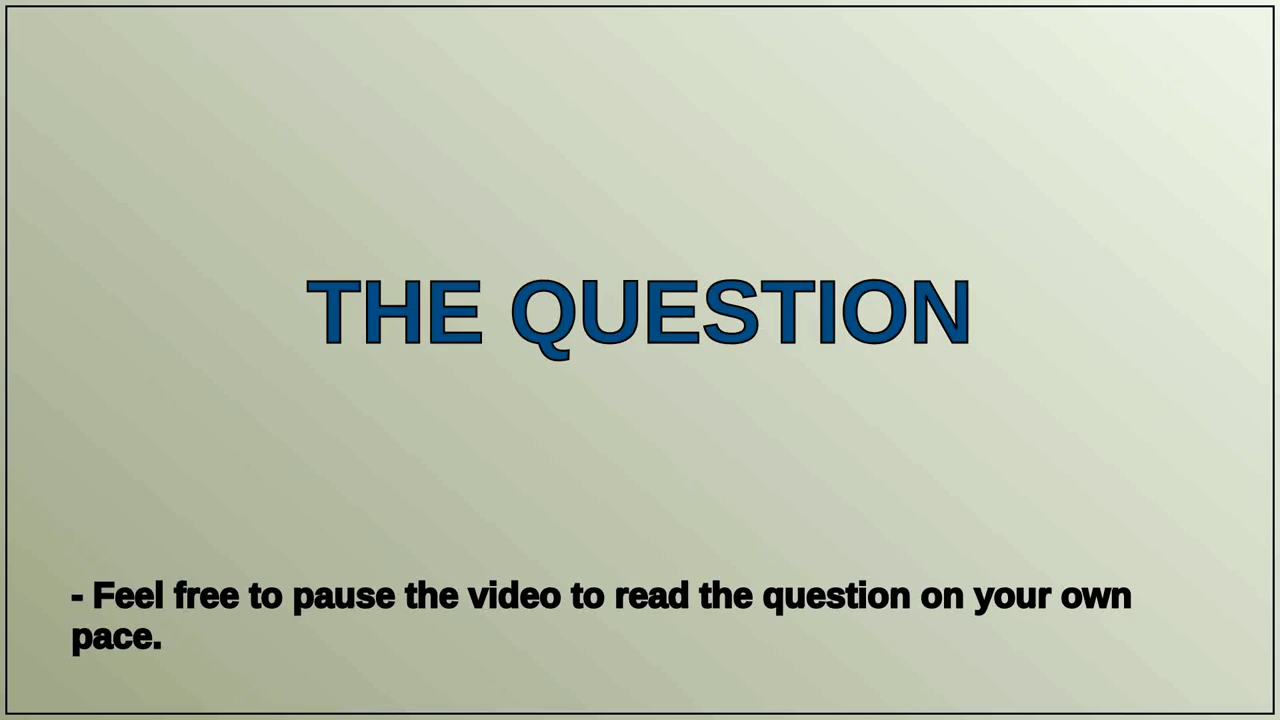 THE QUESTION
- Feel free to pause the video to read the question on your own
pace.